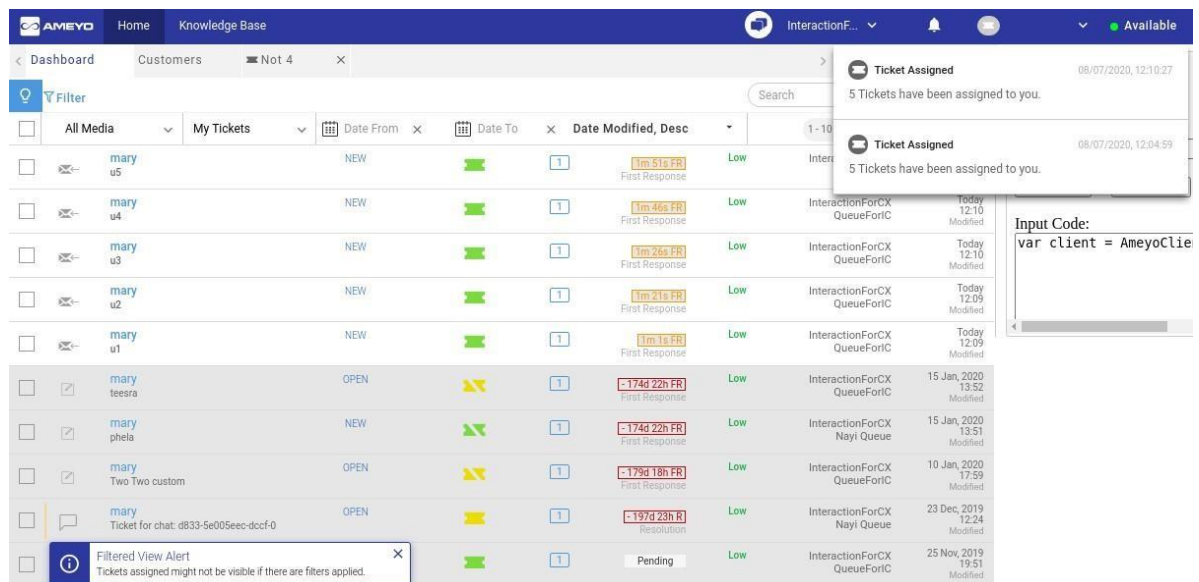 AMEYO Home Knowledge Base InteractionF... Available
Dashboard Customers Not 4
Ticket Assigned 08/07/2020, 12:10:27
5 Tickets have been assigned to you.
Ticket Assigned 08/07/2020, 12:04:59
5 Tickets have been assigned to you.
Filter Search
All Media My Tickets Date From Date To Date Modified, Desc 1 - 10
mary NEW 1 1m 51s FR Low
u5 First Response
mary NEW 1 1m 46s FR Low InteractionForCX Today
u4 First Response QueueForIC 12:10
Modified
mary NEW 1 1m 26s FR Low InteractionForCX Today
u3 First Response QueueForIC 12:10
Modified
mary NEW 1 1m 21s FR Low InteractionForCX Today
u2 First Response QueueForIC 12:09
Modified
mary NEW 1 1m 1s FR Low InteractionForCX Today
u1 First Response QueueForIC 12:09
Modified
mary OPEN 1 - 174d 22h FR Low InteractionForCX 15 Jan, 2020
teesra First Response QueueForIC 13:52
Modified
mary NEW 1 - 174d 22h FR Low InteractionForCX 15 Jan, 2020
phela First Response Nayi Queue 13:51
Modified
mary OPEN 1 - 179d 18h FR Low InteractionForCX 10 Jan, 2020
Two Two custom First Response QueueForIC 17:59
Modified
mary OPEN 1 - 197d 23h R Low InteractionForCX 23 Dec, 2019
Ticket for chat: d833-5e005eec-dccf-0 Resolution Nayi Queue 12:24
Modified
1 Pending Low InteractionForCX 25 Nov, 2019
QueueForIC 19:51
Modified
Filtered View Alert
Tickets assigned might not be visible if there are filters applied.
Input Code:
var client = AmeyoClie